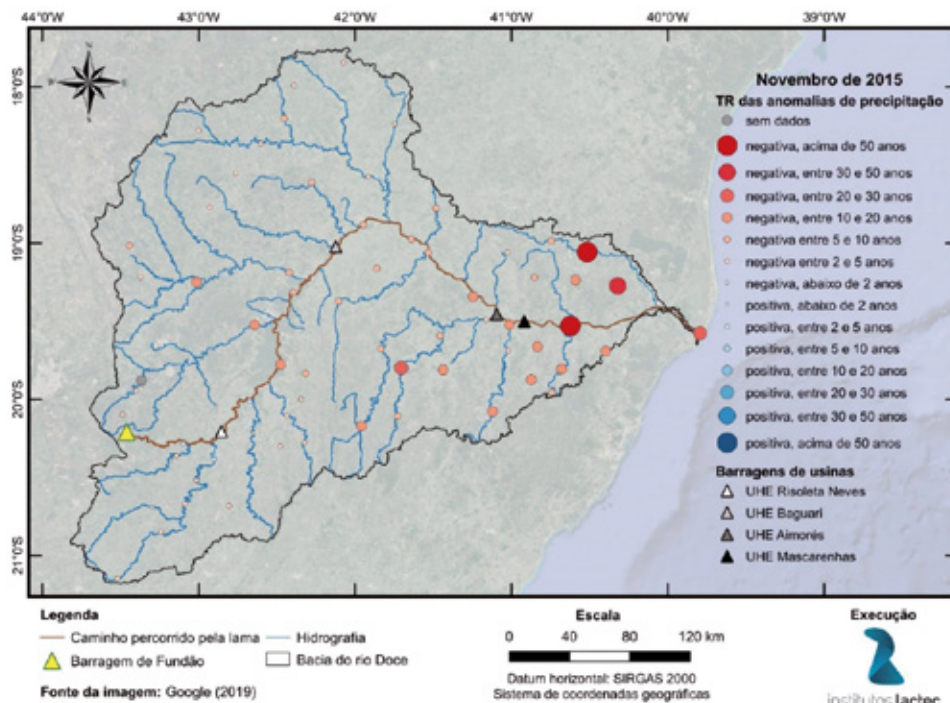 44°0'W 43°0'W 42°0'W 41°0'W 40°0'W 39°0'W
18°0'S
19°0'S
20°0'S
21°0'S
N
Novembro de 2015
TR das anomalias de precipitação
sem dados
negativa, acima de 50 anos
negativa, entre 30 e 50 anos
negativa, entre 20 e 30 anos
negativa, entre 10 e 20 anos
negativa entre 5 e 10 anos
negativa entre 2 e 5 anos
negativa, abaixo de 2 anos
positiva, abaixo de 2 anos
positiva, entre 2 e 5 anos
positiva, entre 5 e 10 anos
positiva, entre 10 e 20 anos
positiva, entre 20 e 30 anos
positiva, entre 30 e 50 anos
positiva, acima de 50 anos
Barragens de usinas
UHE Risoleta Neves
UHE Baguari
UHE Aimorés
UHE Mascarenhas
Legenda
Caminho percorrido pela lama
Hidrografia
Barragem de Fundão
Bacia do rio Doce
Fonte da imagem: Google (2019)
Escala
0 40 80 120 km
Datum horizontal: SIRGAS 2000
Sistema de coordenadas geográficas
Execução
institutos lactec